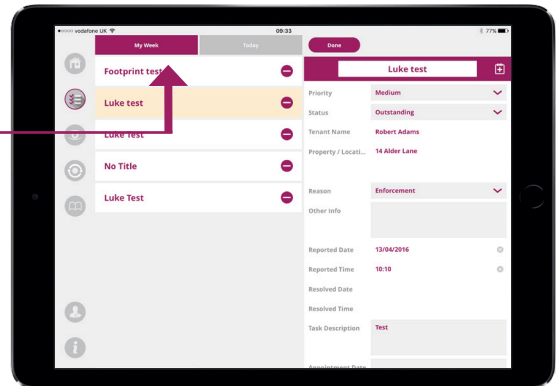 vodafone UK 09:33 77%
My Week Today Done
Footprint test
Luke test
Luke Test
No Title
Luke Test
Luke test
Priority Medium
Status Outstanding
Tenant Name Robert Adams
Property / Locati... 14 Alder Lane
Reason Enforcement
Other Info
Reported Date 13/04/2016
Reported Time 10:10
Resolved Date
Resolved Time
Task Description Test
Appointment Date